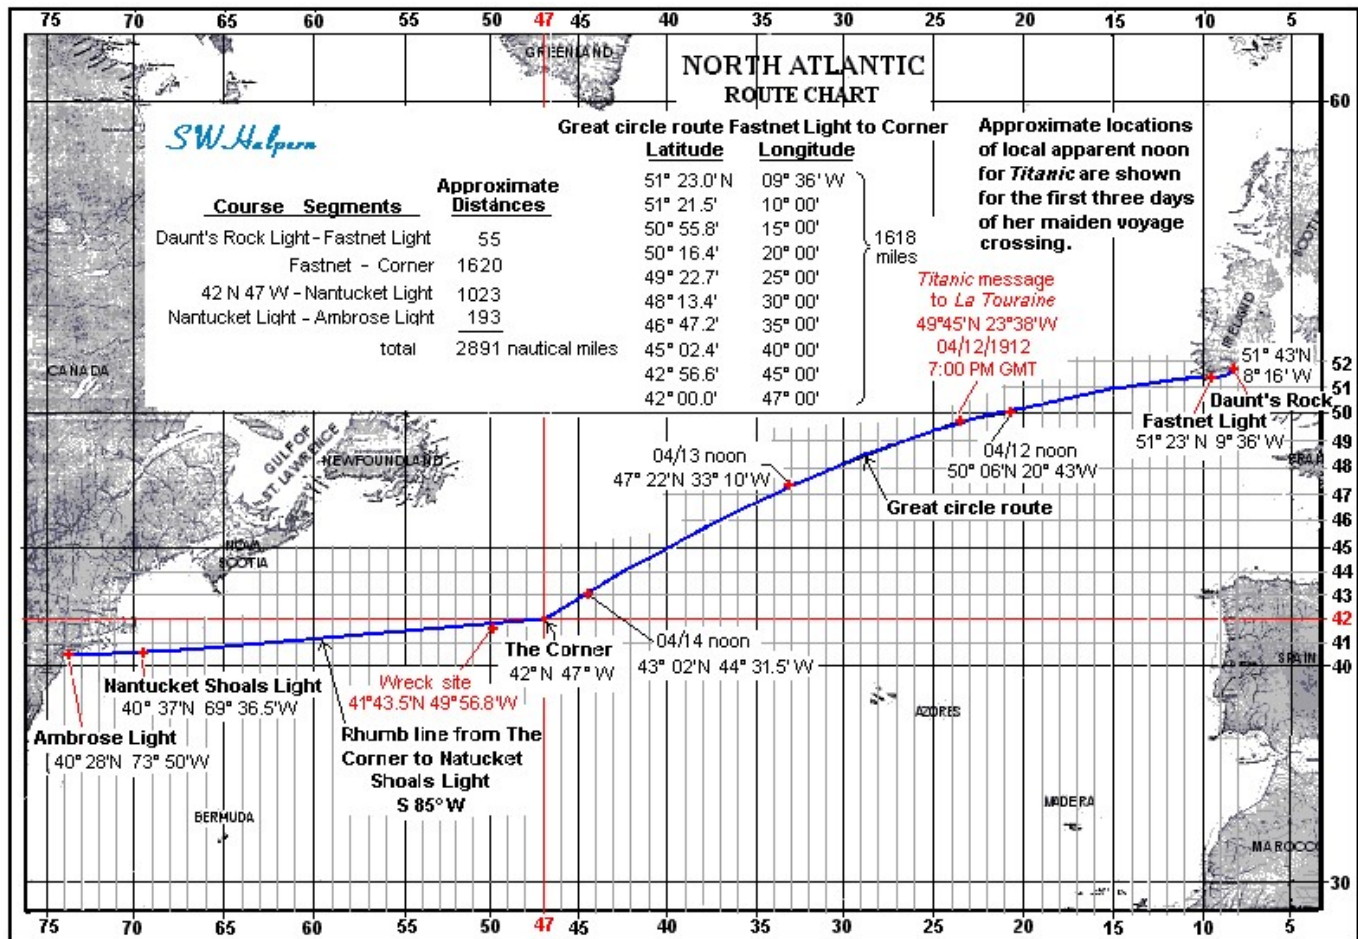 75 70 65 60 55 50 47 45 40 35 30 25 20 15 10 5
GREENLAND
NORTH ATLANTIC
ROUTE CHART
60
SW Halpern
Great circle route Fastnet Light to Corner
Latitude Longitude
51° 23.0' N 09° 36' W
51° 21.5' 10° 00'
50° 55.8' 15° 00'
50° 16.4' 20° 00'
49° 22.7' 25° 00'
48° 13.4' 30° 00'
46° 47.2' 35° 00'
45° 02.4' 40° 00'
42° 56.6' 45° 00'
42° 00.0' 47° 00'
1618
miles
Approximate locations
of local apparent noon
for Titanic are shown
for the first three days
of her maiden voyage
crossing.
Approximate
Course Segments Distances
Daunt's Rock Light - Fastnet Light 55
Fastnet - Corner 1620
42 N 47 W - Nantucket Light 1023
Nantucket Light - Ambrose Light 193
total 2891 nautical miles
Titanic message
to La Touraine
49°45'N 23°38'W
04/12/1912
7:00 PM GMT
IRELAND
CANADA
51° 43'N
8° 16' W
Daunt's Rock
Fastnet Light
51° 23' N 9° 36' W
52
51
50
49
48
47
45
44
43
42
41
40
30
GULF OF
ST. LAWRENCE
NEWFOUNDLAND
04/13 noon
47° 22'N 33° 10'W
04/12 noon
50° 06'N 20° 43'W
Great circle route
NOVA
SCOTIA
04/14 noon
43° 02'N 44° 31.5' W
The Corner
42° N 47° W
SPAIN
Nantucket Shoals Light
40° 37'N 69° 36.5'W
Wreck site
41°43.5'N 49°56.8'W
AZORES
Ambrose Light
[ 40° 28'N 73° 50'W
Rhumb line from The
Corner to Natucket
Shoals Light
S 85° W
BERMUDA
MADEIRA
MAROCCO
75 70 65 60 55 50 47 45 40 35 30 25 20 15 10 5